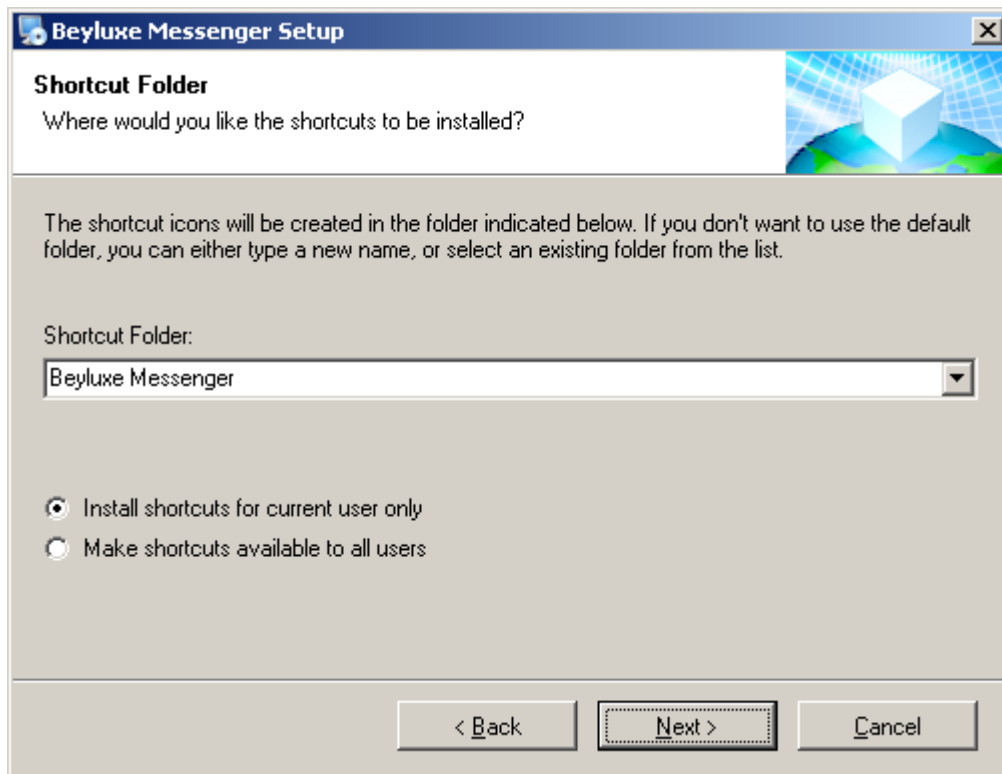 Beyluxe Messenger Setup
Shortcut Folder
Where would you like the shortcuts to be installed?
The shortcut icons will be created in the folder indicated below. If you don't want to use the default
folder, you can either type a new name, or select an existing folder from the list.
Shortcut Folder:
Beyluxe Messenger
Install shortcuts for current user only
Make shortcuts available to all users
< Back
Next >
Cancel